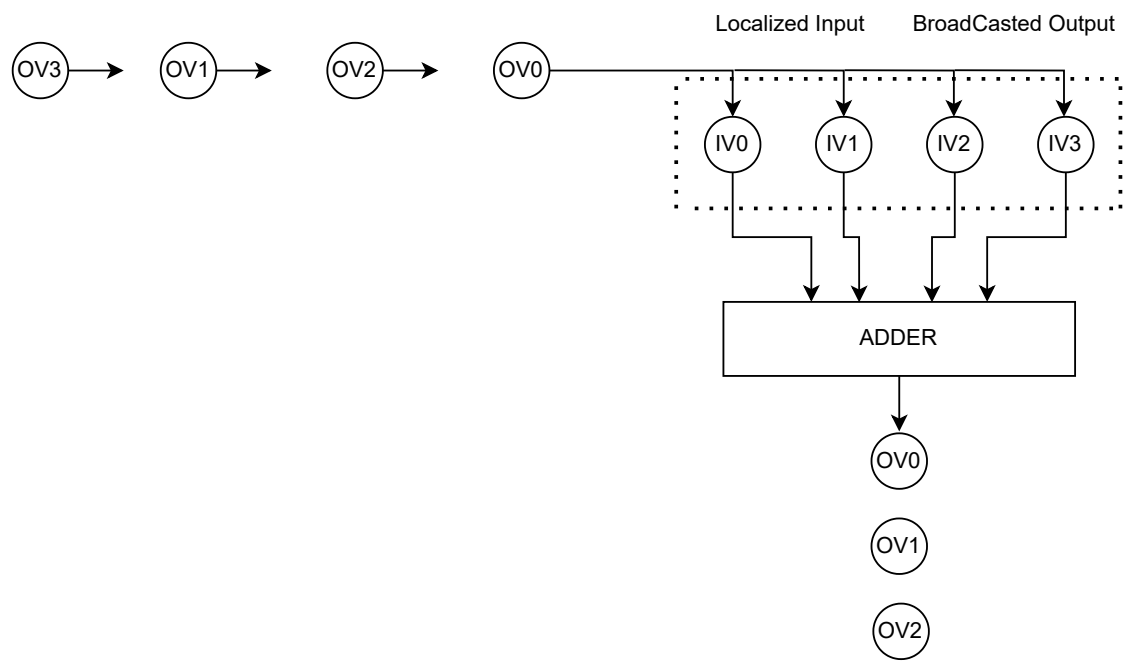 Localized Input
BroadCasted Output
OV3
OV1
OV2
OV0
IV0
IV1
IV2
IV3
ADDER
OV0
OV1
OV2